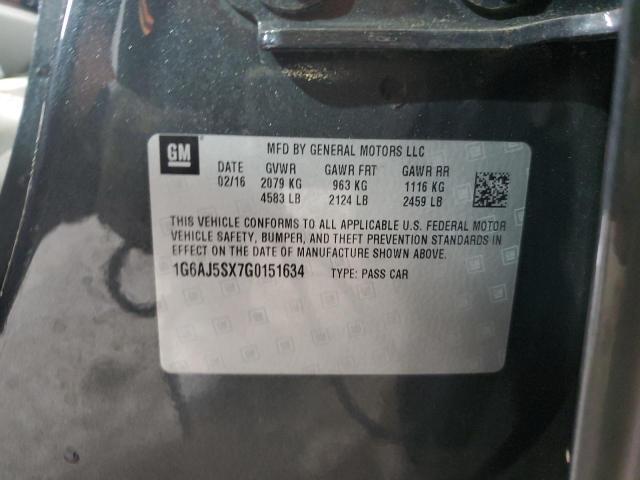 GM
MFD BY GENERAL MOTORS LLC
DATE GVWR GAWR FRT GAWR RR
02/16 2079 KG 963 KG 1116 KG
4583 LB 2124 LB 2459 LB
THIS VEHICLE CONFORMS TO ALL APPLICABLE U.S. FEDERAL MOTOR
VEHICLE SAFETY, BUMPER, AND THEFT PREVENTION STANDARDS IN
EFFECT ON THE DATE OF MANUFACTURE SHOWN ABOVE.
1G6AJ5SX7G0151634 TYPE: PASS CAR